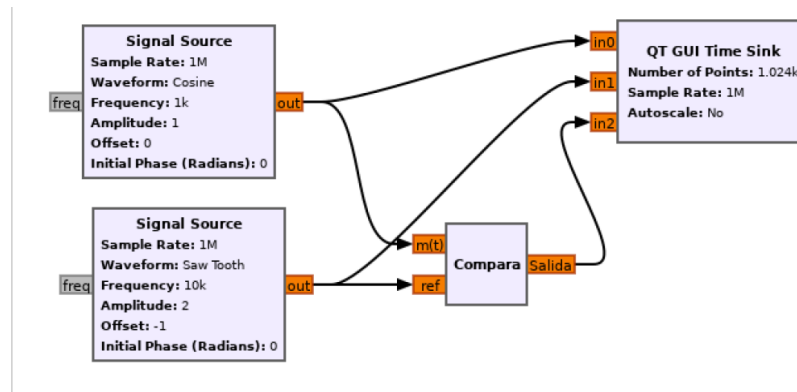 Signal Source
Sample Rate: 1M
Waveform: Cosine
freq
Frequency: 1k
out
Amplitude: 1
Offset: 0
Initial Phase (Radians): 0
in0
in1
in2
QT GUI Time Sink
Number of Points: 1.024k
Sample Rate: 1M
Autoscale: No
Signal Source
Sample Rate: 1M
Waveform: Saw Tooth
freq
Frequency: 10k
out
Amplitude: 2
Offset: -1
Initial Phase (Radians): 0
m(t)
ref
Compara
Salida